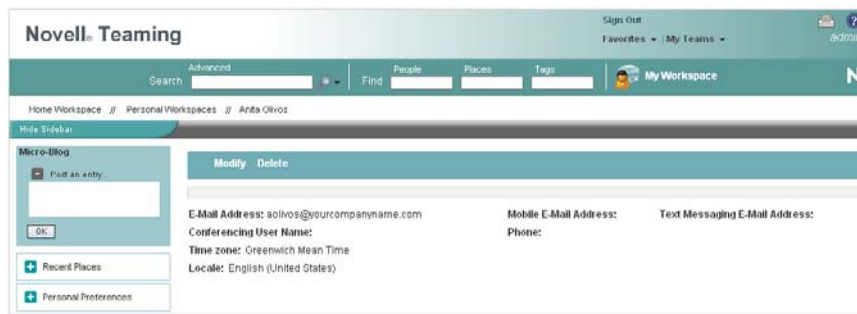 Novell® Teaming
Sign Out
Favorites My Teams
Search
Advanced
Find
People
Places
Tags
My Workspace
N
Home Workspace // Personal Workspaces // Anita Olivos
Hide Sidebar
Micro-Blog
Post an entry...
OK
Recent Places
Personal Preferences
Modify Delete
E-Mail Address: aolivos@yourcompanyname.com
Mobile E-Mail Address:
Text Messaging E-Mail Address:
Conferencing User Name:
Phone:
Time zone: Greenwich Mean Time
Locale: English (United States)